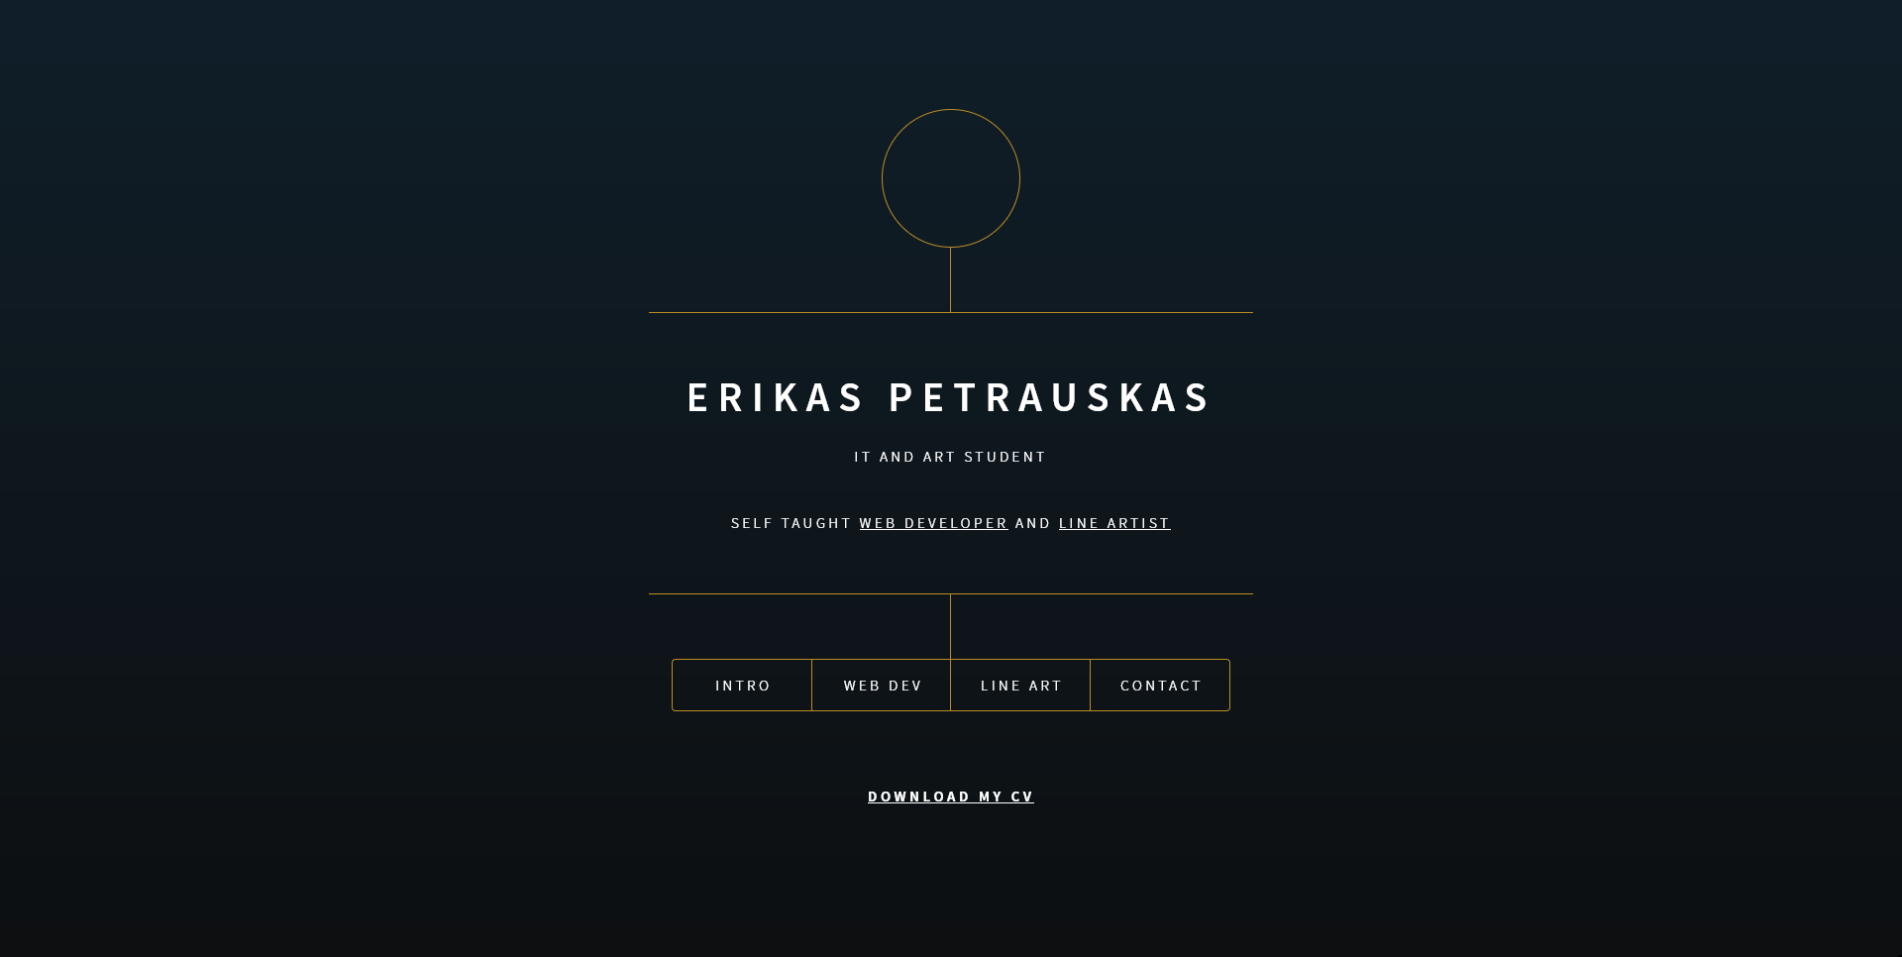 ERIKAS PETRAUSKAS
IT AND ART STUDENT
SELF TAUGHT WEB DEVELOPER AND LINE ARTIST
INTRO WEB DEV LINE ART CONTACT
DOWNLOAD MY CV